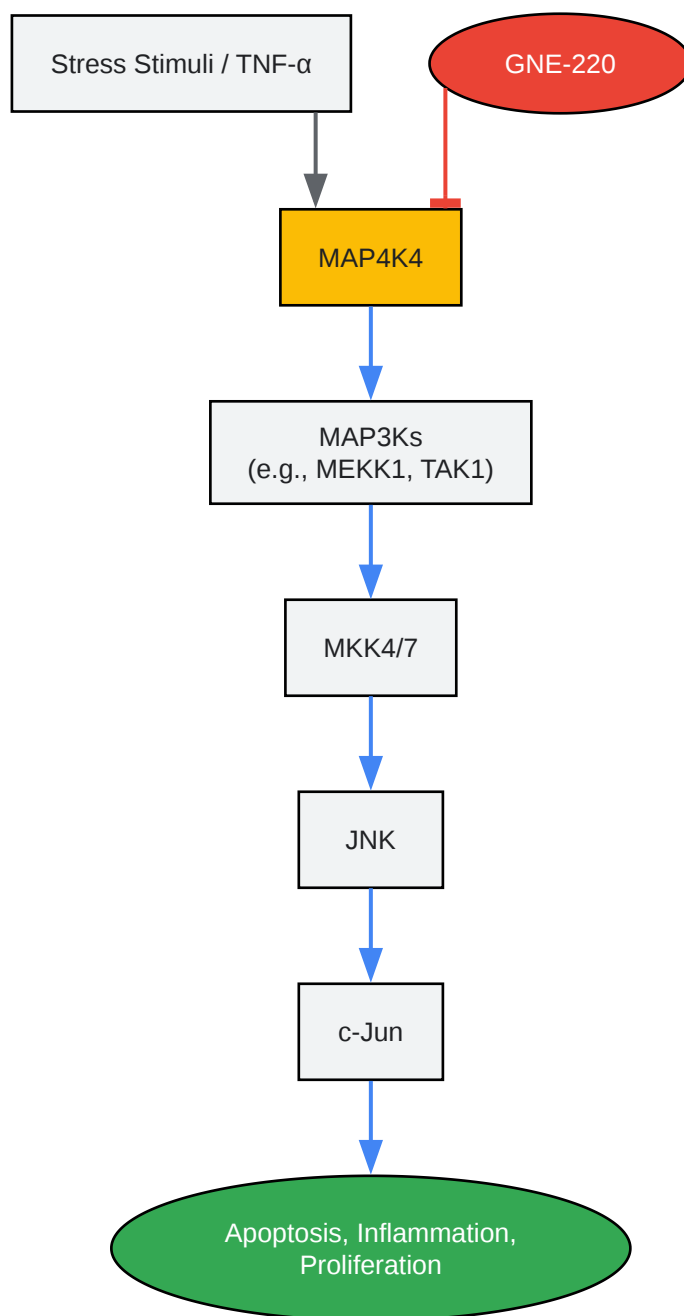 Stress Stimuli / TNF-α
GNE-220
MAP4K4
MAP3Ks
(e.g., MEKK1, TAK1)
MKK4/7
JNK
c-Jun
Apoptosis, Inflammation,
Proliferation